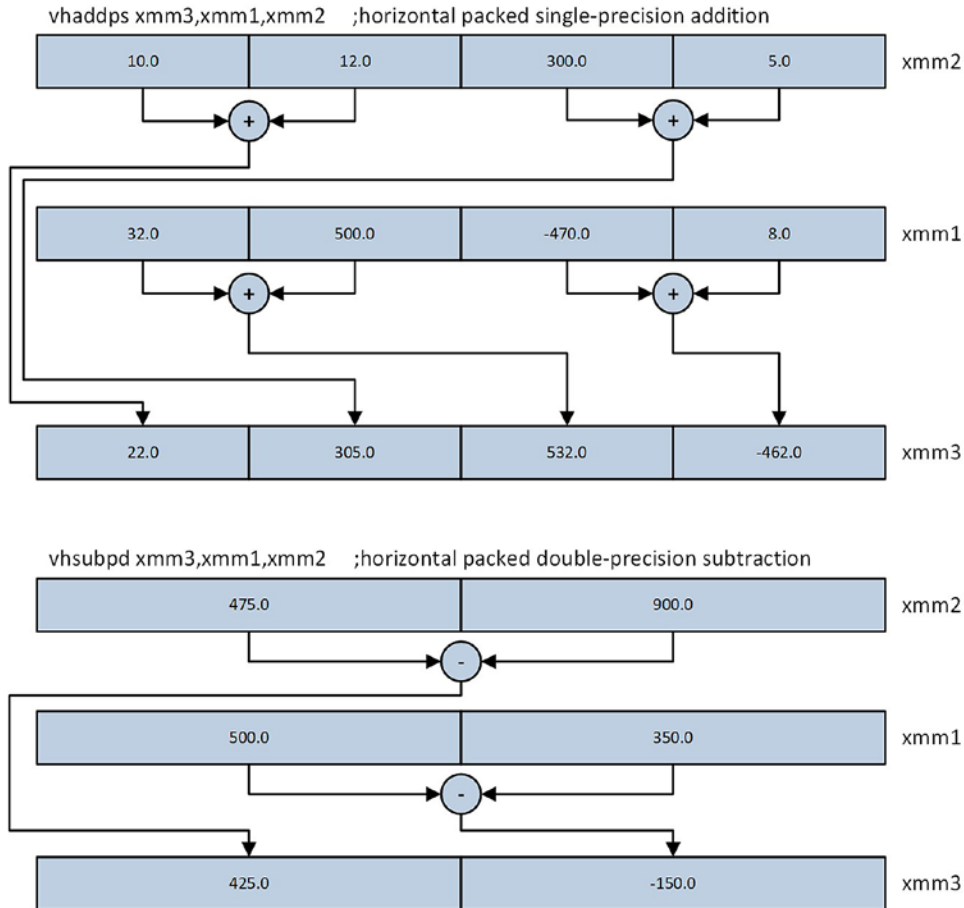 vhaddps xmm3,xmm1,xmm2 ;horizontal packed single-precision addition
10.0 12.0 300.0 5.0 xmm2
+ +
32.0 500.0 -470.0 8.0 xmm1
+ +
22.0 305.0 532.0 -462.0 xmm3
vhsubpd xmm3,xmm1,xmm2 ;horizontal packed double-precision subtraction
475.0 900.0 xmm2
-
500.0 350.0 xmm1
-
425.0 -150.0 xmm3